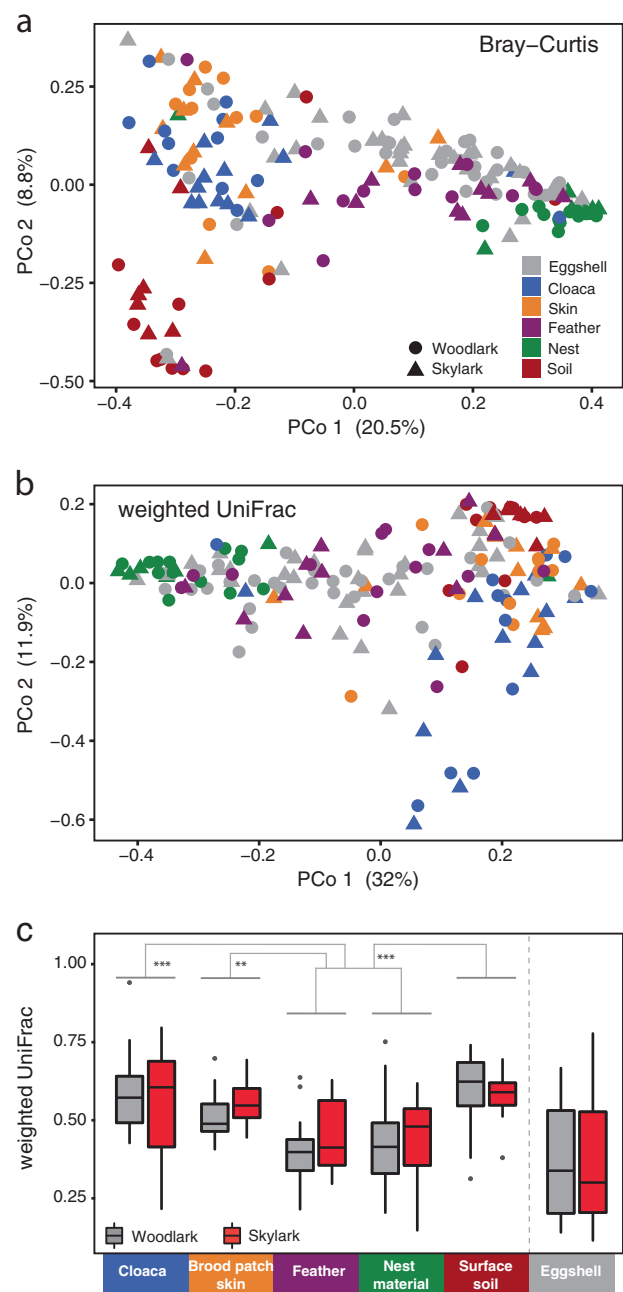 a
Bray–Curtis
PCo 2 (8.8%)
0.25
0.00
−0.25
−0.50
Eggshell
Cloaca
Skin
Feather
Nest
Soil
Woodlark
Skylark
−0.4
−0.2
0.0
0.2
0.4
PCo 1 (20.5%)
b
weighted UniFrac
PCo 2 (11.9%)
0.2
0.0
−0.2
−0.4
−0.6
−0.4
−0.2
0.0
0.2
PCo 1 (32%)
c
weighted UniFrac
1.00
0.75
0.50
0.25
***
**
***
Woodlark
Skylark
Cloaca
Brood patch
skin
Feather
Nest
material
Surface
soil
Eggshell